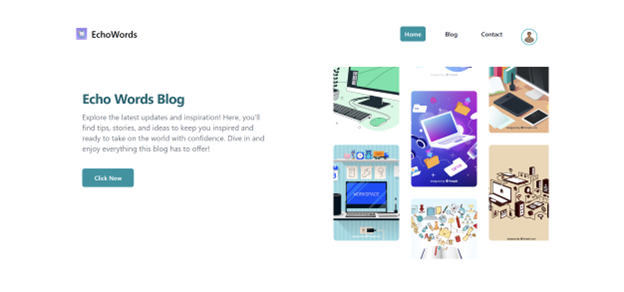 EchoWords
Home
Blog
Contact
Echo Words Blog
Explore the latest updates and inspiration! Here, you'll
find tips, stories, and ideas to keep you inspired and
ready to take on the world with confidence. Dive in and
enjoy everything this blog has to offer!
Click Now
WORKSPACE